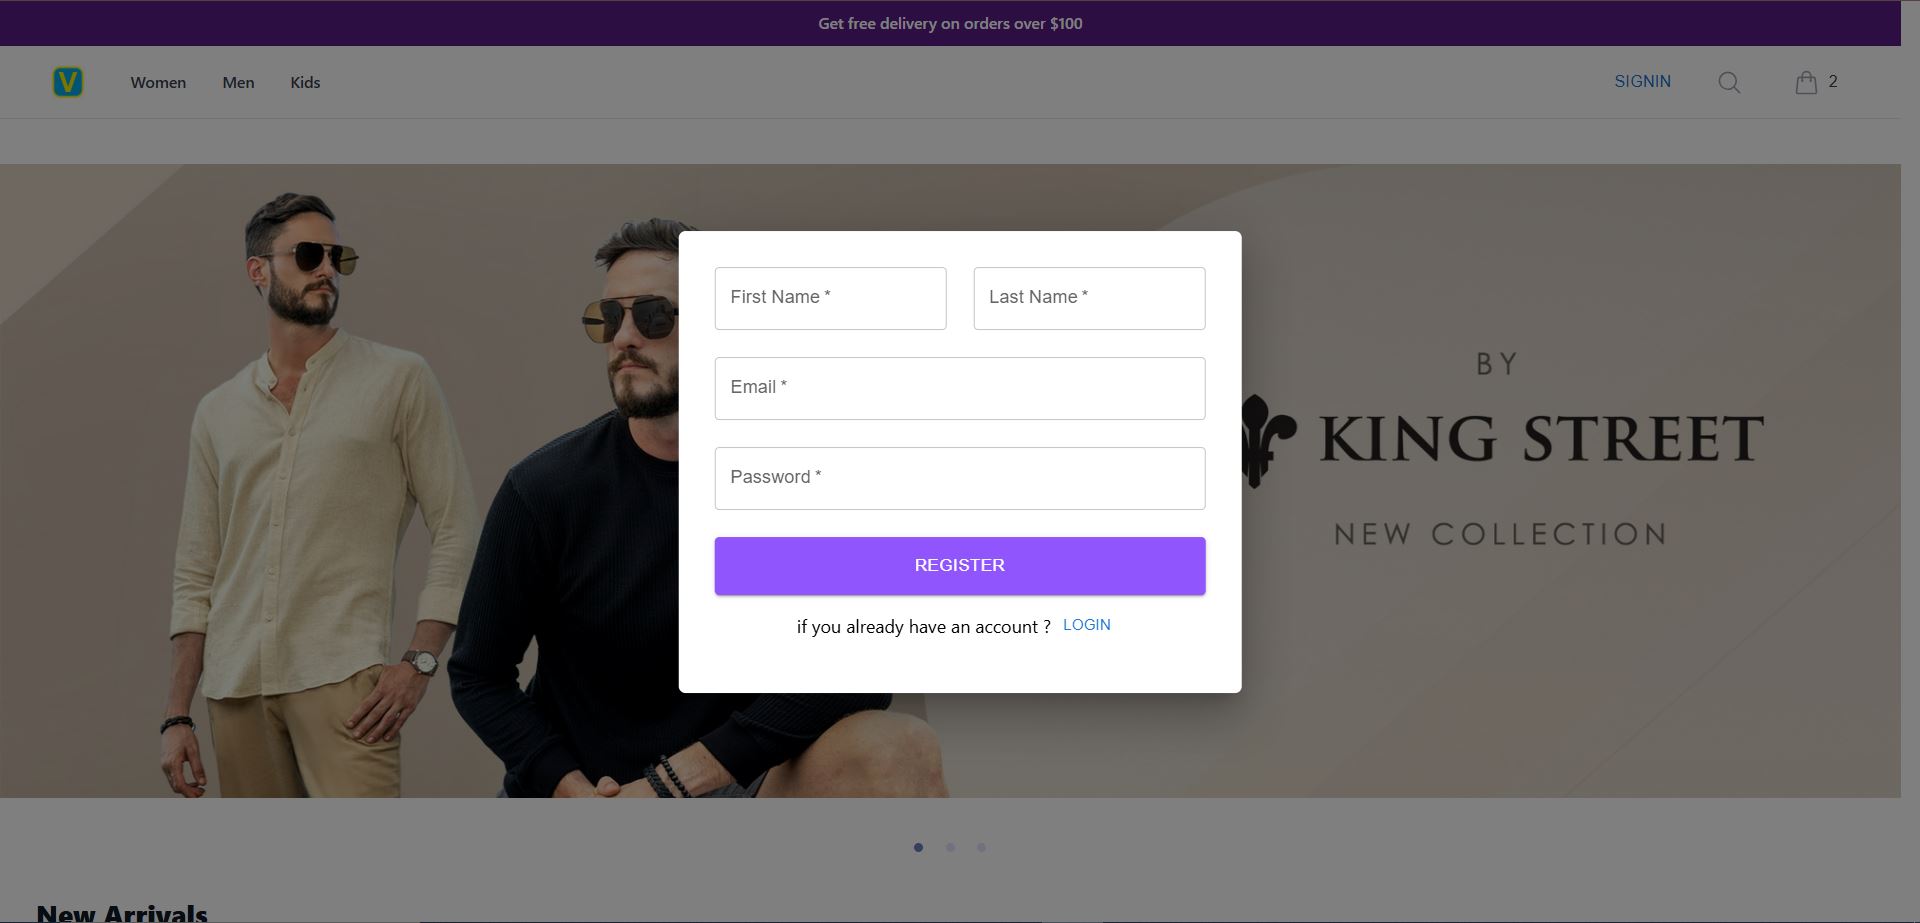 Get free delivery on orders over $100
V
Women Men Kids
SIGNIN 2
First Name * Last Name *
Email *
Password *
REGISTER
if you already have an account ? LOGIN
BY
KING STREET
NEW COLLECTION
New Arrivals